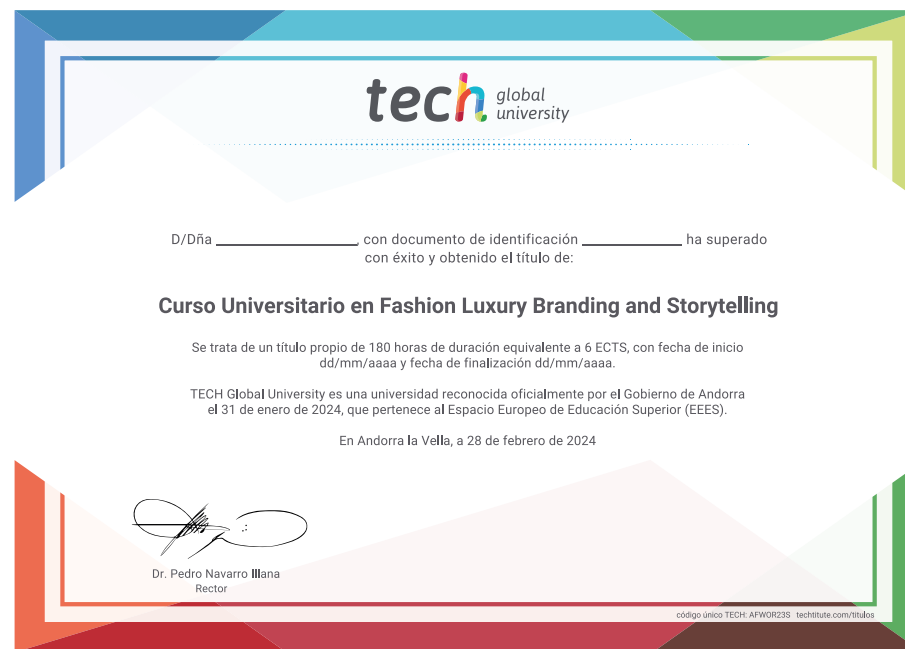 tech global university
D/Dña ____________________, con documento de identificación ______________ ha superado
con éxito y obtenido el título de:
Curso Universitario en Fashion Luxury Branding and Storytelling
Se trata de un título propio de 180 horas de duración equivalente a 6 ECTS, con fecha de inicio
dd/mm/aaaa y fecha de finalización dd/mm/aaaa.
TECH Global University es una universidad reconocida oficialmente por el Gobierno de Andorra
el 31 de enero de 2024, que pertenece al Espacio Europeo de Educación Superior (EEES).
En Andorra la Vella, a 28 de febrero de 2024
Dr. Pedro Navarro Illana
Rector
código único TECH: AFWOR23S techtitute.com/titulos